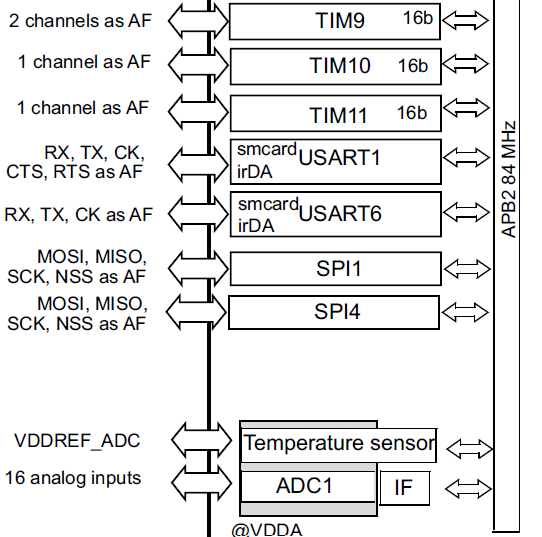 2 channels as AF
TIM9 16b
1 channel as AF
TIM10 16b
1 channel as AF
TIM11 16b
RX, TX, CK,
CTS, RTS as AF
smcard
irDA
USART1
RX, TX, CK as AF
smcard
irDA
USART6
MOSI, MISO,
SCK, NSS as AF
SPI1
MOSI, MISO,
SCK, NSS as AF
SPI4
APB2 84 MHz
VDDREF_ADC
Temperature sensor
16 analog inputs
ADC1
IF
@VDDA